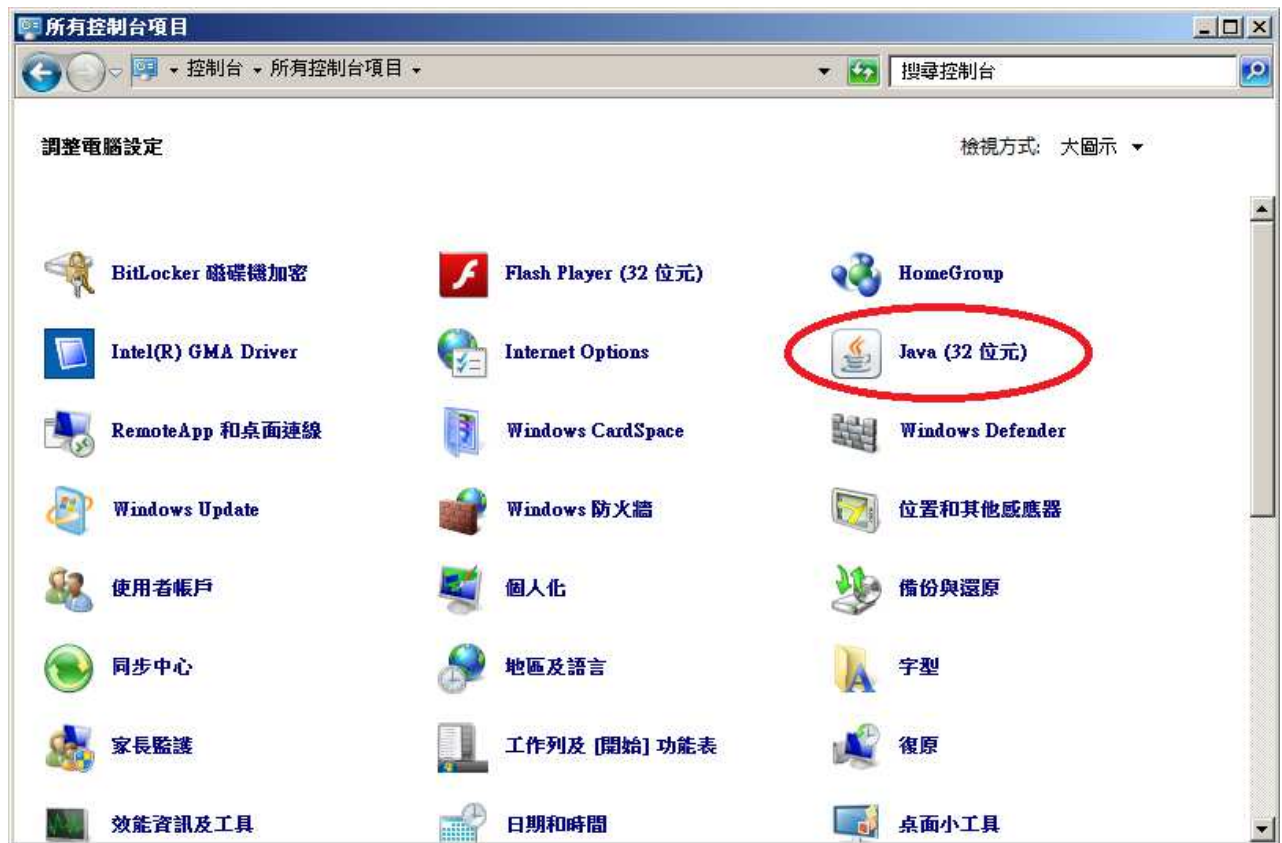 所有控制台項目
控制台 所有控制台項目
搜尋控制台
調整電腦設定
檢視方式: 大圖示
BitLocker 磁碟機加密
Flash Player (32 位元)
HomeGroup
Intel(R) GMA Driver
Internet Options
Java (32 位元)
RemoteApp 和桌面連線
Windows CardSpace
Windows Defender
Windows Update
Windows 防火牆
位置和其他感應器
使用者帳戶
個人化
備份與還原
同步中心
地區及語言
字型
家長監護
工作列及 [開始] 功能表
復原
效能資訊及工具
日期和時間
桌面小工具